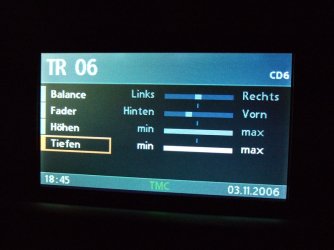 TR 06
CD6
Balance Links Rechts
Fader Hinten Vorn
Höhen min max
Tiefen min max
18:45 TMC 03.11.2006